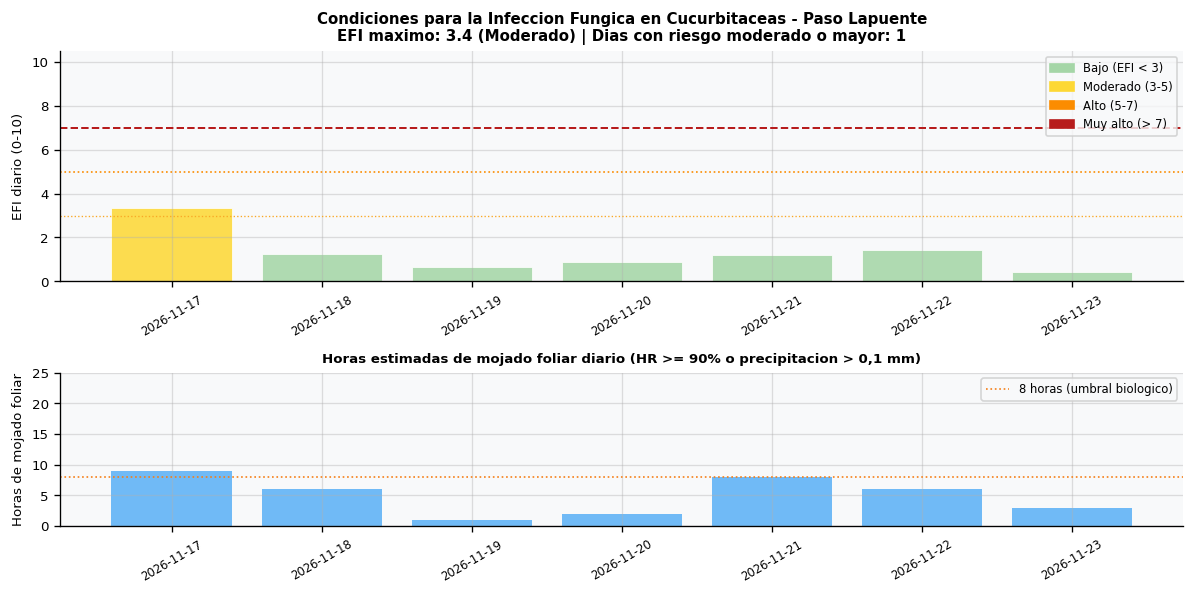 Condiciones para la Infeccion Fungica en Cucurbitaceas - Paso Lapuente
EFI maximo: 3.4 (Moderado) | Dias con riesgo moderado o mayor: 1
EFI diario (0-10)
10
8
6
4
2
0
Bajo (EFI < 3)
Moderado (3-5)
Alto (5-7)
Muy alto (> 7)
2026-11-17
2026-11-18
2026-11-19
2026-11-20
2026-11-21
2026-11-22
2026-11-23
Horas estimadas de mojado foliar diario (HR >= 90% o precipitacion > 0,1 mm)
Horas de mojado foliar
25
20
15
10
5
0
8 horas (umbral biologico)
2026-11-17
2026-11-18
2026-11-19
2026-11-20
2026-11-21
2026-11-22
2026-11-23